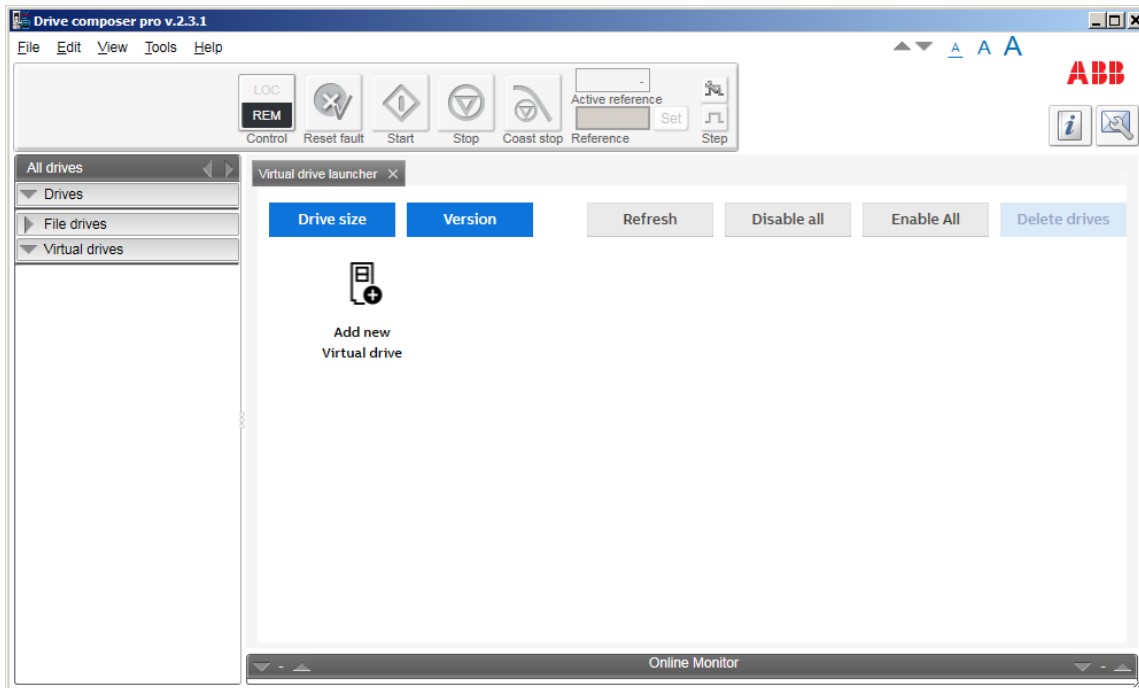 Drive composer pro v.2.3.1
File Edit View Tools Help
A A A
ABB
LOC
REM
Control
Reset fault
Start
Stop
Coast stop
-
Active reference
Set
Reference
Step
i
All drives
Drives
File drives
Virtual drives
Virtual drive launcher
Drive size
Version
Refresh
Disable all
Enable All
Delete drives
Add new
Virtual drive
- Online Monitor -